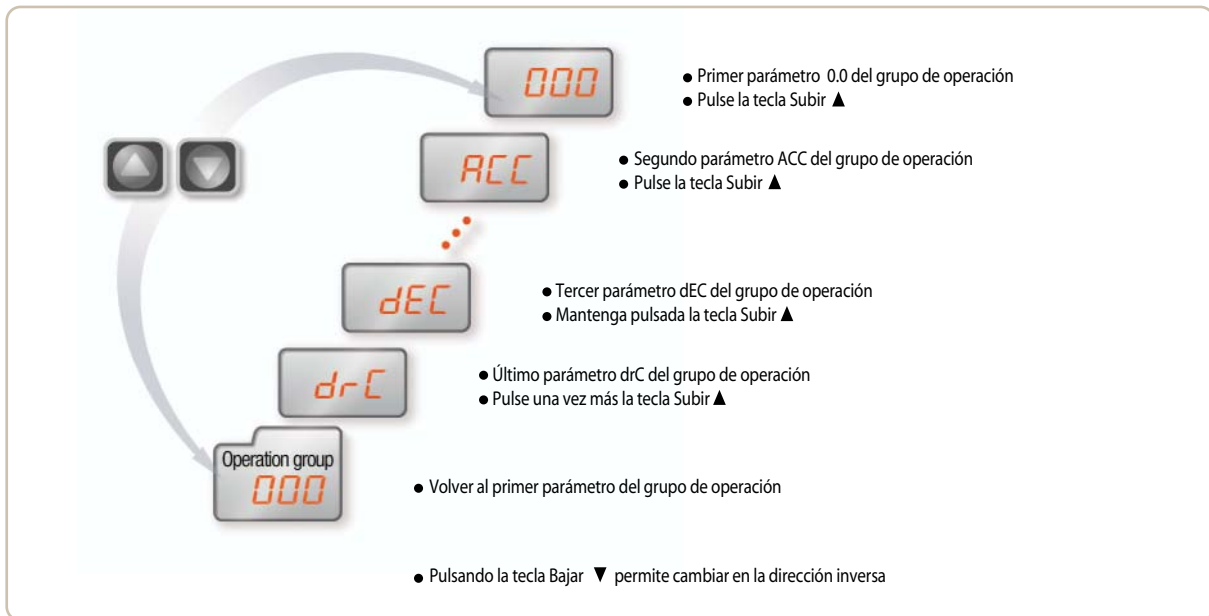 000
● Primer parámetro 0.0 del grupo de operación
● Pulse la tecla Subir ▲
ACC
● Segundo parámetro ACC del grupo de operación
● Pulse la tecla Subir ▲
dEC
● Tercer parámetro dEC del grupo de operación
● Mantenga pulsada la tecla Subir ▲
drC
● Último parámetro drC del grupo de operación
● Pulse una vez más la tecla Subir ▲
Operation group
000
● Volver al primer parámetro del grupo de operación
● Pulsando la tecla Bajar ▼ permite cambiar en la dirección inversa